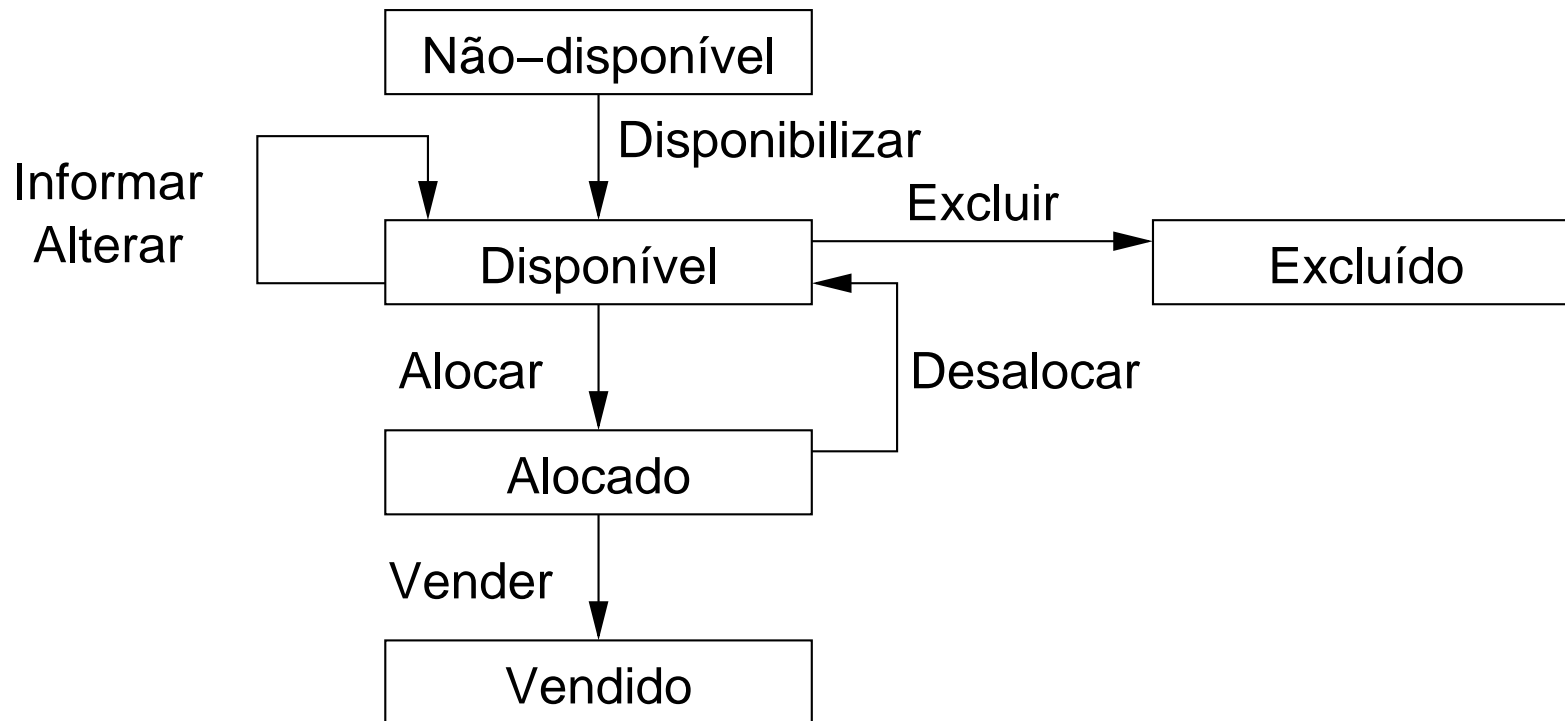 Não–disponível
Disponibilizar
Informar
Alterar
Excluir
Disponível
Excluído
Alocar
Desalocar
Alocado
Vender
Vendido